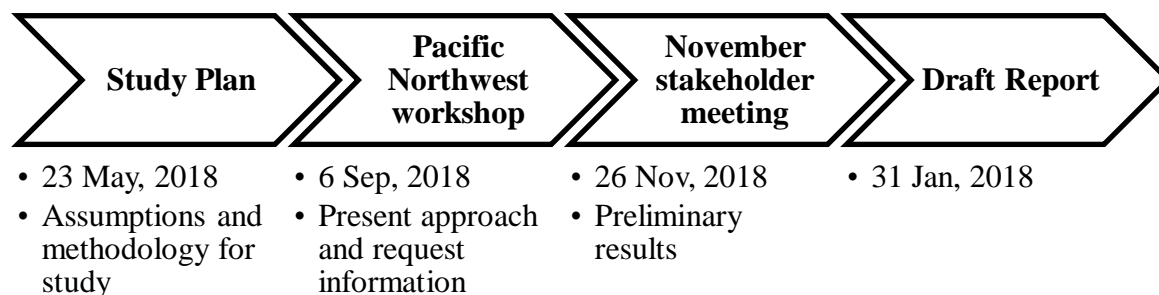 Study Plan
Pacific
Northwest
workshop
November
stakeholder
meeting
Draft Report
• 23 May, 2018
• Assumptions and
methodology for
study
• 6 Sep, 2018
• Present approach
and request
information
• 26 Nov, 2018
• Preliminary
results
• 31 Jan, 2018